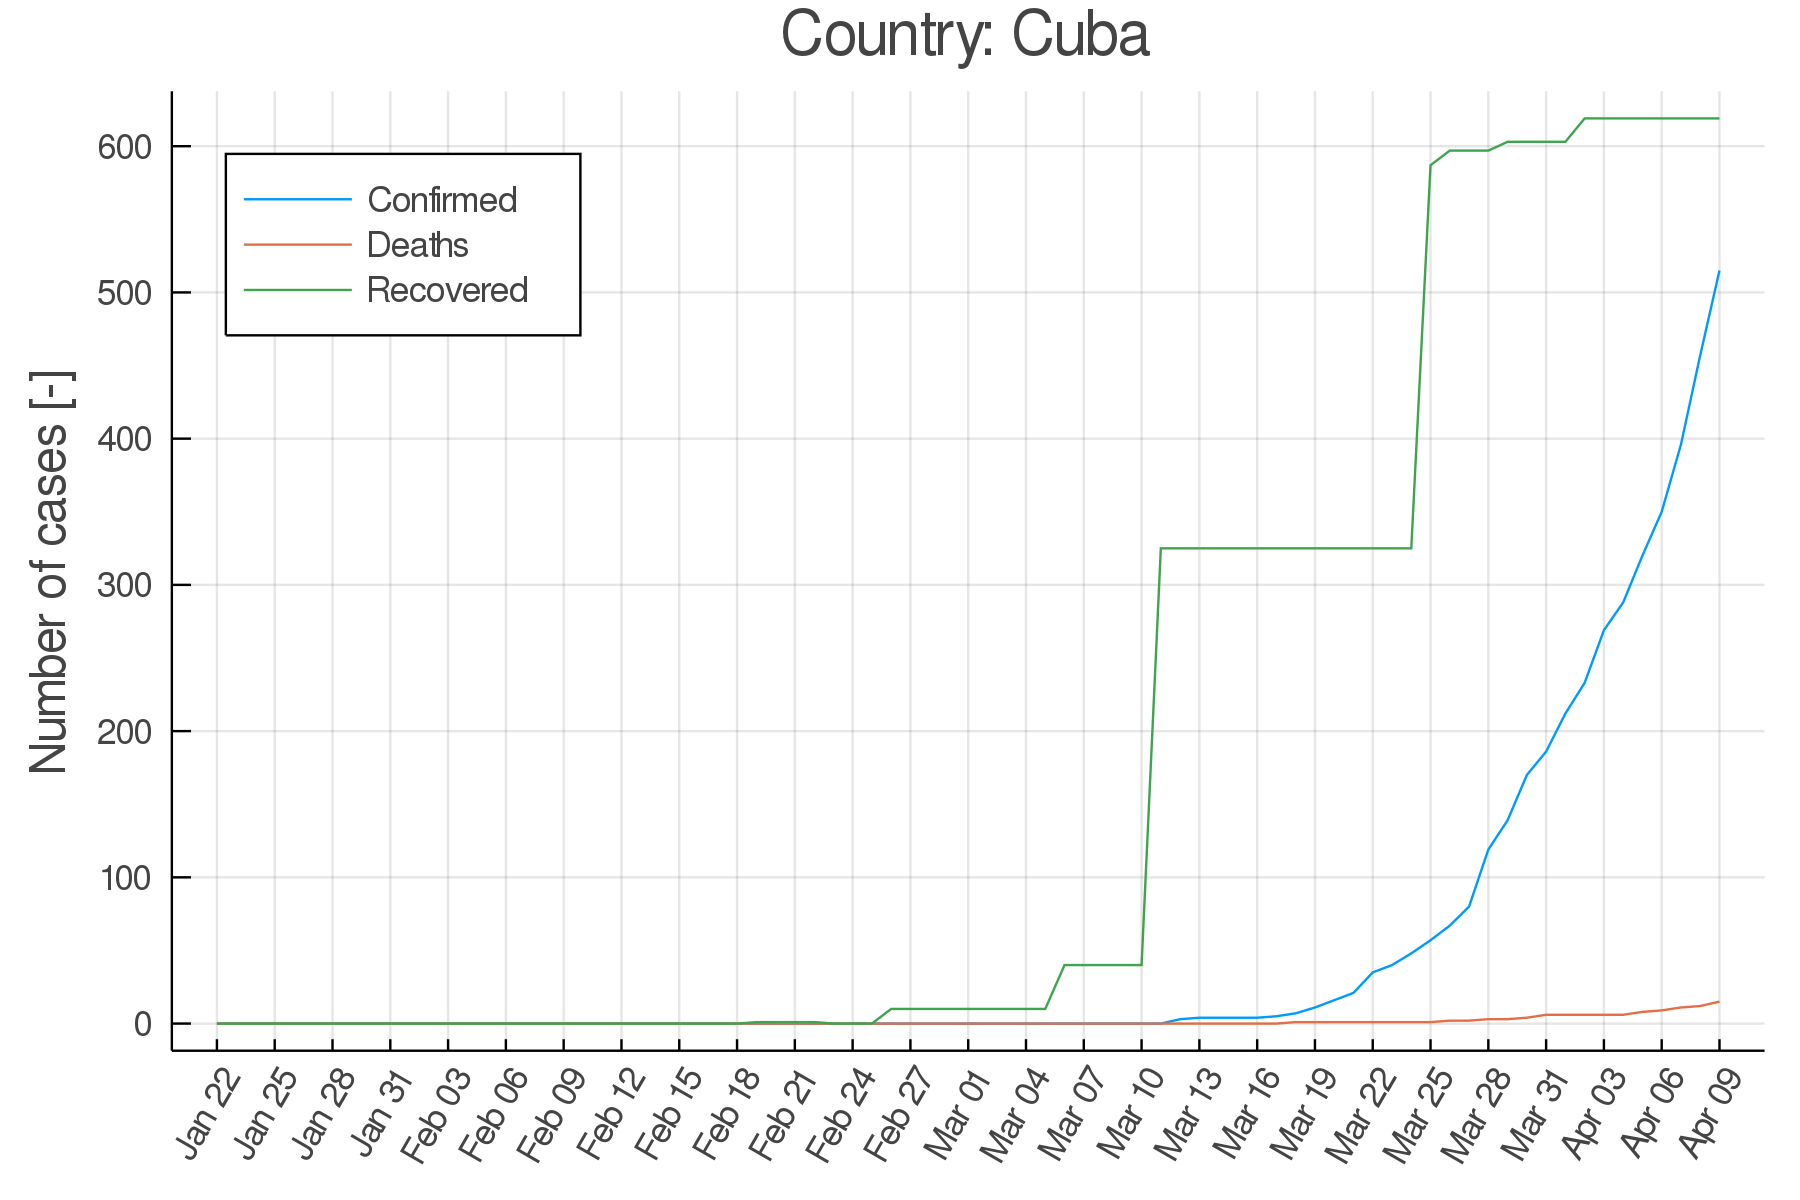 Country: Cuba
Number of cases [-]
600
500
400
300
200
100
0
Confirmed
Deaths
Recovered
Jan 22
Jan 25
Jan 28
Jan 31
Feb 03
Feb 06
Feb 09
Feb 12
Feb 15
Feb 18
Feb 21
Feb 24
Feb 27
Mar 01
Mar 04
Mar 07
Mar 10
Mar 13
Mar 16
Mar 19
Mar 22
Mar 25
Mar 28
Mar 31
Apr 03
Apr 06
Apr 09